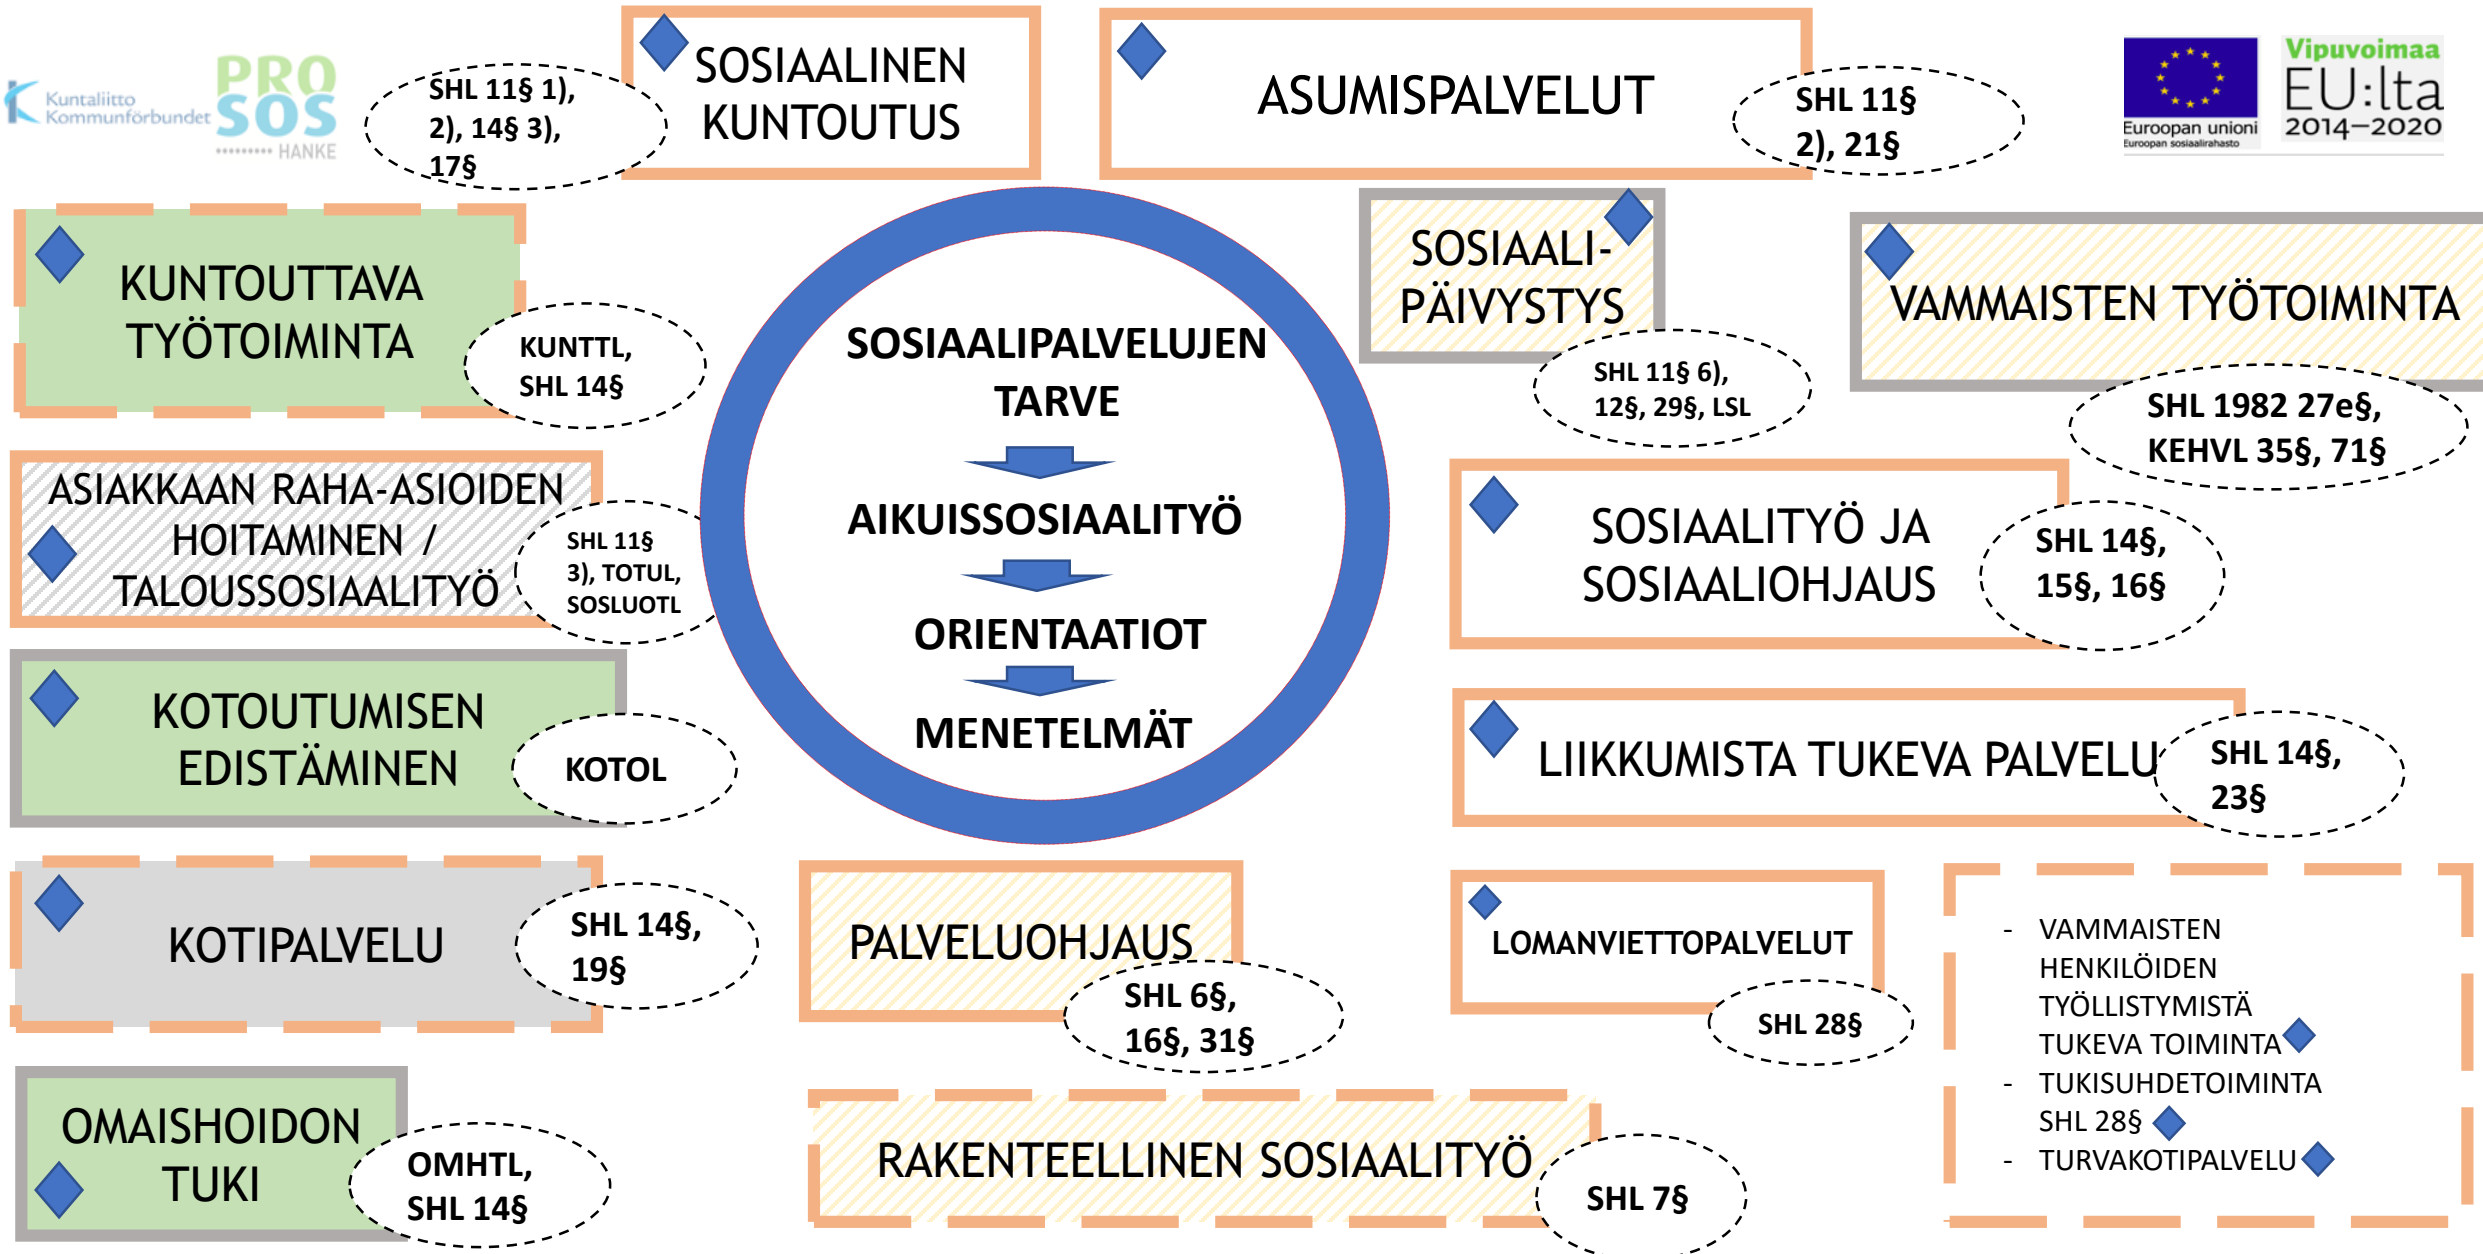 Kuntaliitto
Kommunförbundet
PRO
SOS
HANKE
SHL 11§ 1),
2), 14§ 3),
17§
SOSIAALINEN
KUNTOUTUS
ASUMISPALVELUT
SHL 11§
2), 21§
Euroopan unioni
Euroopan sosiaalirahasto
Vipuvoimaa
EU:lta
2014–2020
KUNTOUTTAVA
TYÖTOIMINTA
KUNTTL,
SHL 14§
SOSIAALI-
PÄIVYSTYS
SHL 11§ 6),
12§, 29§, LSL
VAMMAISTEN TYÖTOIMINTA
SHL 1982 27e§,
KEHVL 35§, 71§
SOSIAALIPALVELUJEN
TARVE
AIKUISSOSIAALITYÖ
ORIENTAATIOT
MENETELMÄT
ASIAKKAAN RAHA-ASIOIDEN
HOITAMINEN /
TALOUSSOSIAALITYÖ
SHL 11§
3), TOTUL,
SOSLUOTL
SOSIAALITYÖ JA
SOSIAALIOHJAUS
SHL 14§,
15§, 16§
KOTOUTUMISEN
EDISTÄMINEN
KOTOL
LIIKKUMISTA TUKEVA PALVELU
SHL 14§,
23§
KOTIPALVELU
SHL 14§,
19§
PALVELUOHJAUS
SHL 6§,
16§, 31§
LOMANVIETTOPALVELUT
SHL 28§
- VAMMAISTEN
HENKILÖIDEN
TYÖLLISTYMISTÄ
TUKEVA TOIMINTA
- TUKISUHDETOIMINTA
SHL 28§
- TURVAKOTIPALVELU
OMAISHOIDON
TUKI
OMHTL,
SHL 14§
RAKENTEELLINEN SOSIAALITYÖ
SHL 7§